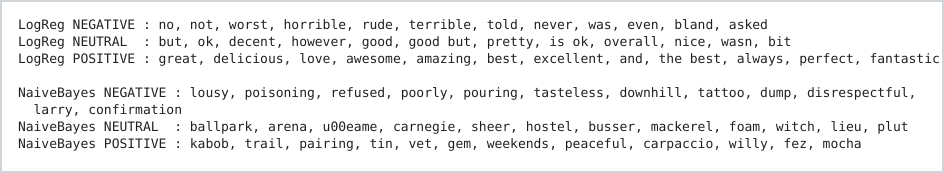 LogReg NEGATIVE : no, not, worst, horrible, rude, terrible, told, never, was, even, bland, asked
LogReg NEUTRAL  : but, ok, decent, however, good, good but, pretty, is ok, overall, nice, wasn, bit
LogReg POSITIVE : great, delicious, love, awesome, amazing, best, excellent, and, the best, always, perfect, fantastic
NaiveBayes NEGATIVE : lousy, poisoning, refused, poorly, pouring, tasteless, downhill, tattoo, dump, disrespectful,
larry, confirmation
NaiveBayes NEUTRAL  : ballpark, arena, u00eame, carnegie, sheer, hostel, busser, mackerel, foam, witch, lieu, plut
NaiveBayes POSITIVE : kabob, trail, pairing, tin, vet, gem, weekends, peaceful, carpaccio, willy, fez, mocha